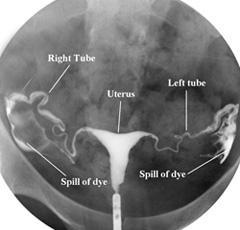 Right Tube
Uterus
Left tube
Spill of dye
Spill of dye